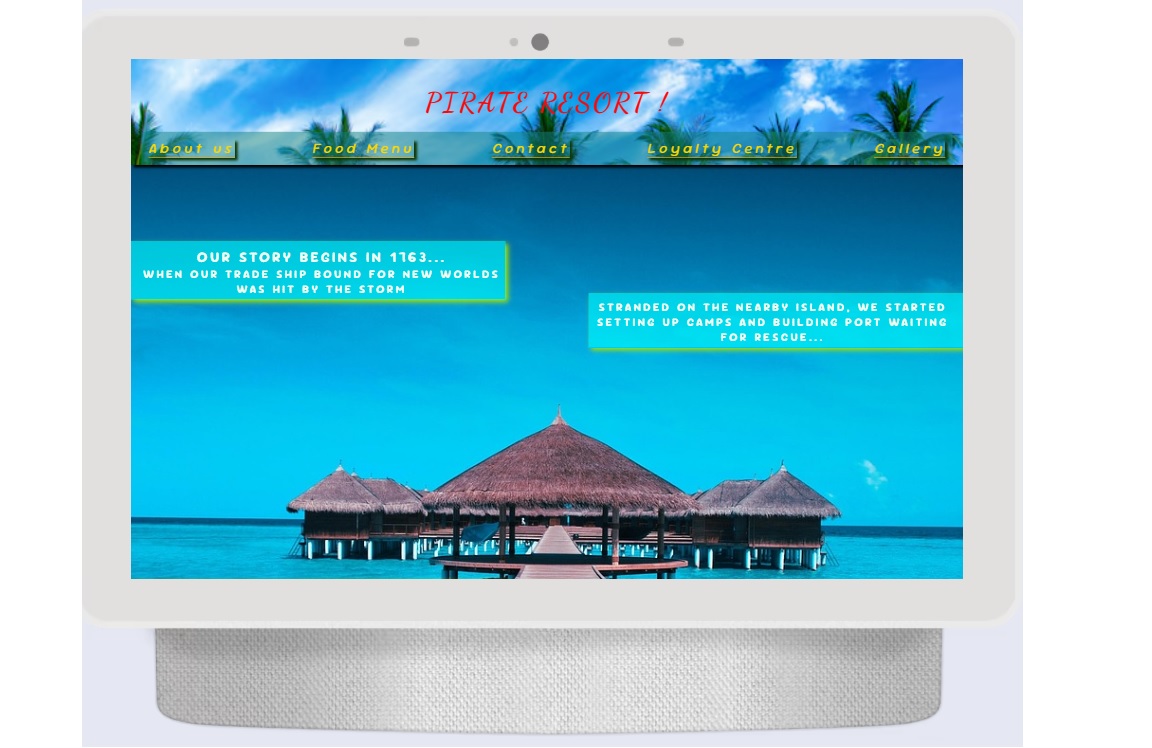 PIRATE RESORT !
About us Food Menu Contact Loyalty Centre Gallery
OUR STORY BEGINS IN 1763...
WHEN OUR TRADE SHIP BOUND FOR NEW WORLDS
WAS HIT BY THE STORM
STRANDED ON THE NEARBY ISLAND, WE STARTED
SETTING UP CAMPS AND BUILDING PORT WAITING
FOR RESCUE...